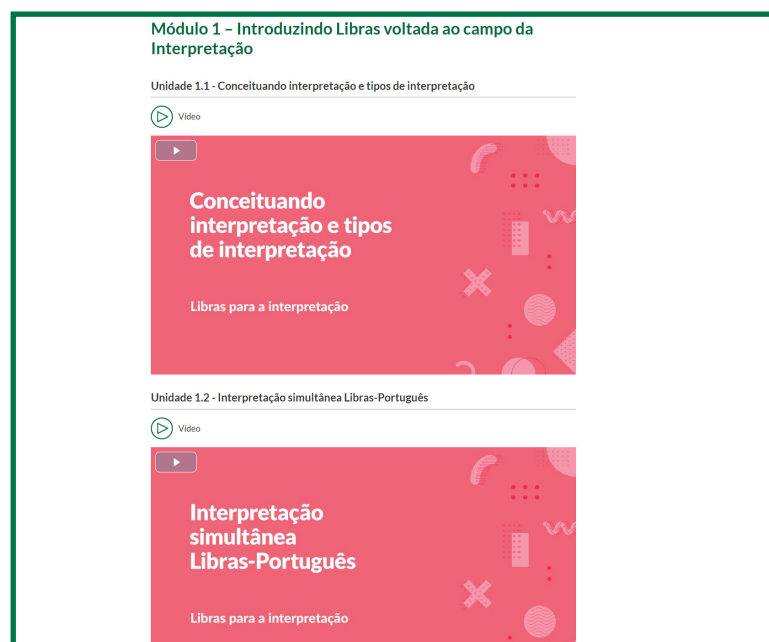 Módulo 1 – Introduzindo Libras voltada ao campo da
Interpretação
Unidade 1.1 - Conceituando interpretação e tipos de interpretação
Vídeo
Conceituando
interpretação e tipos
de interpretação
Libras para a interpretação
Unidade 1.2 - Interpretação simultânea Libras-Português
Vídeo
Interpretação
simultânea
Libras-Português
Libras para a interpretação